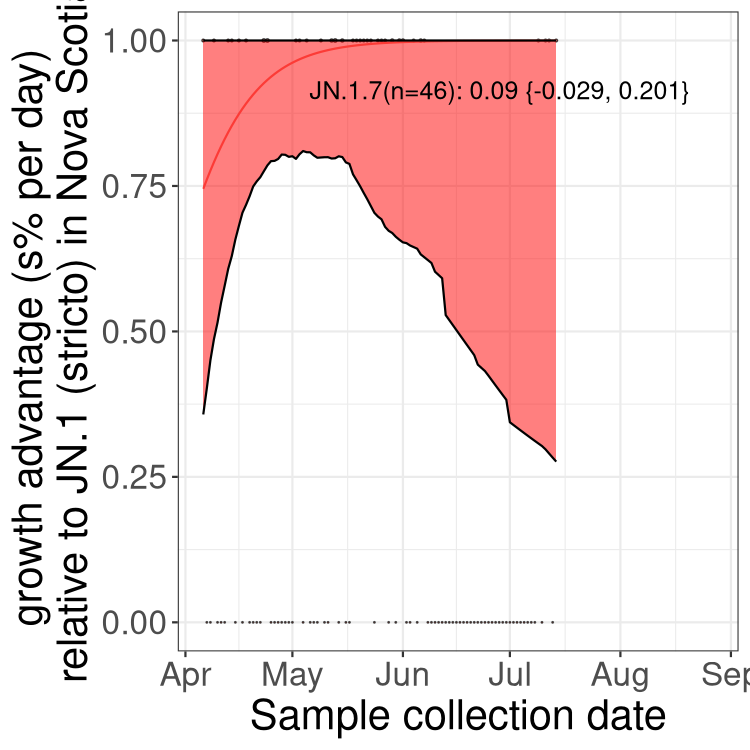 growth advantage (s% per day)
relative to JN.1 (stricto) in Nova Scotia
1.00
0.75
0.50
0.25
0.00
JN.1.7(n=46): 0.09 {-0.029, 0.201}
Apr May Jun Jul Aug Sep
Sample collection date